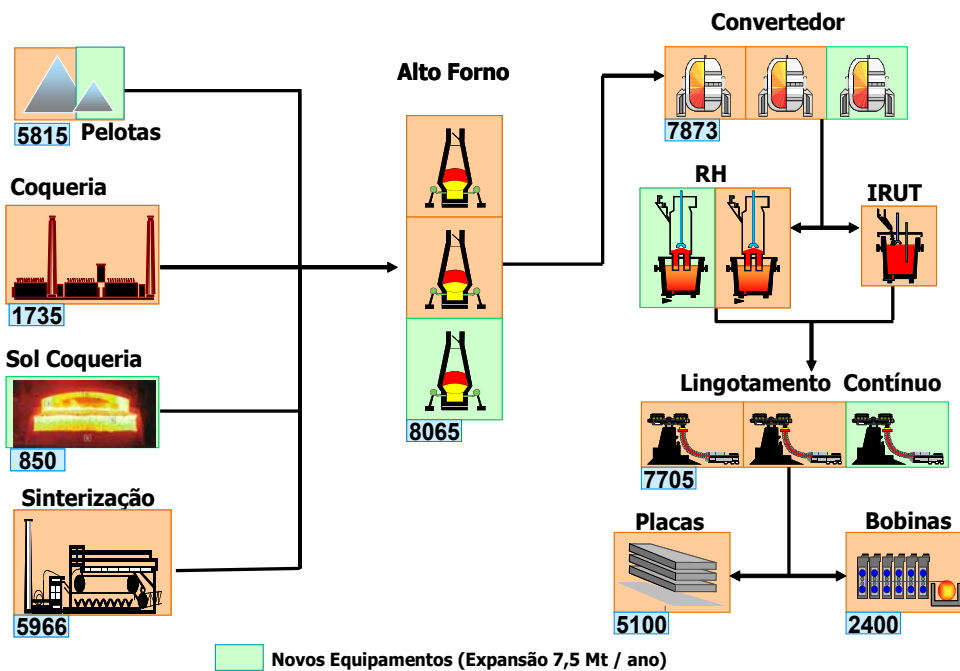 Convertedor
Alto Forno
5815
Pelotas
7873
Coqueria
RH
IRUT
1735
Sol Coqueria
Lingotamento Contínuo
850
8065
7705
Sinterização
Placas
Bobinas
5966
5100
2400
Novos Equipamentos (Expansão 7,5 Mt / ano)